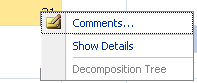 Comments...
Show Details
Decomposition Tree